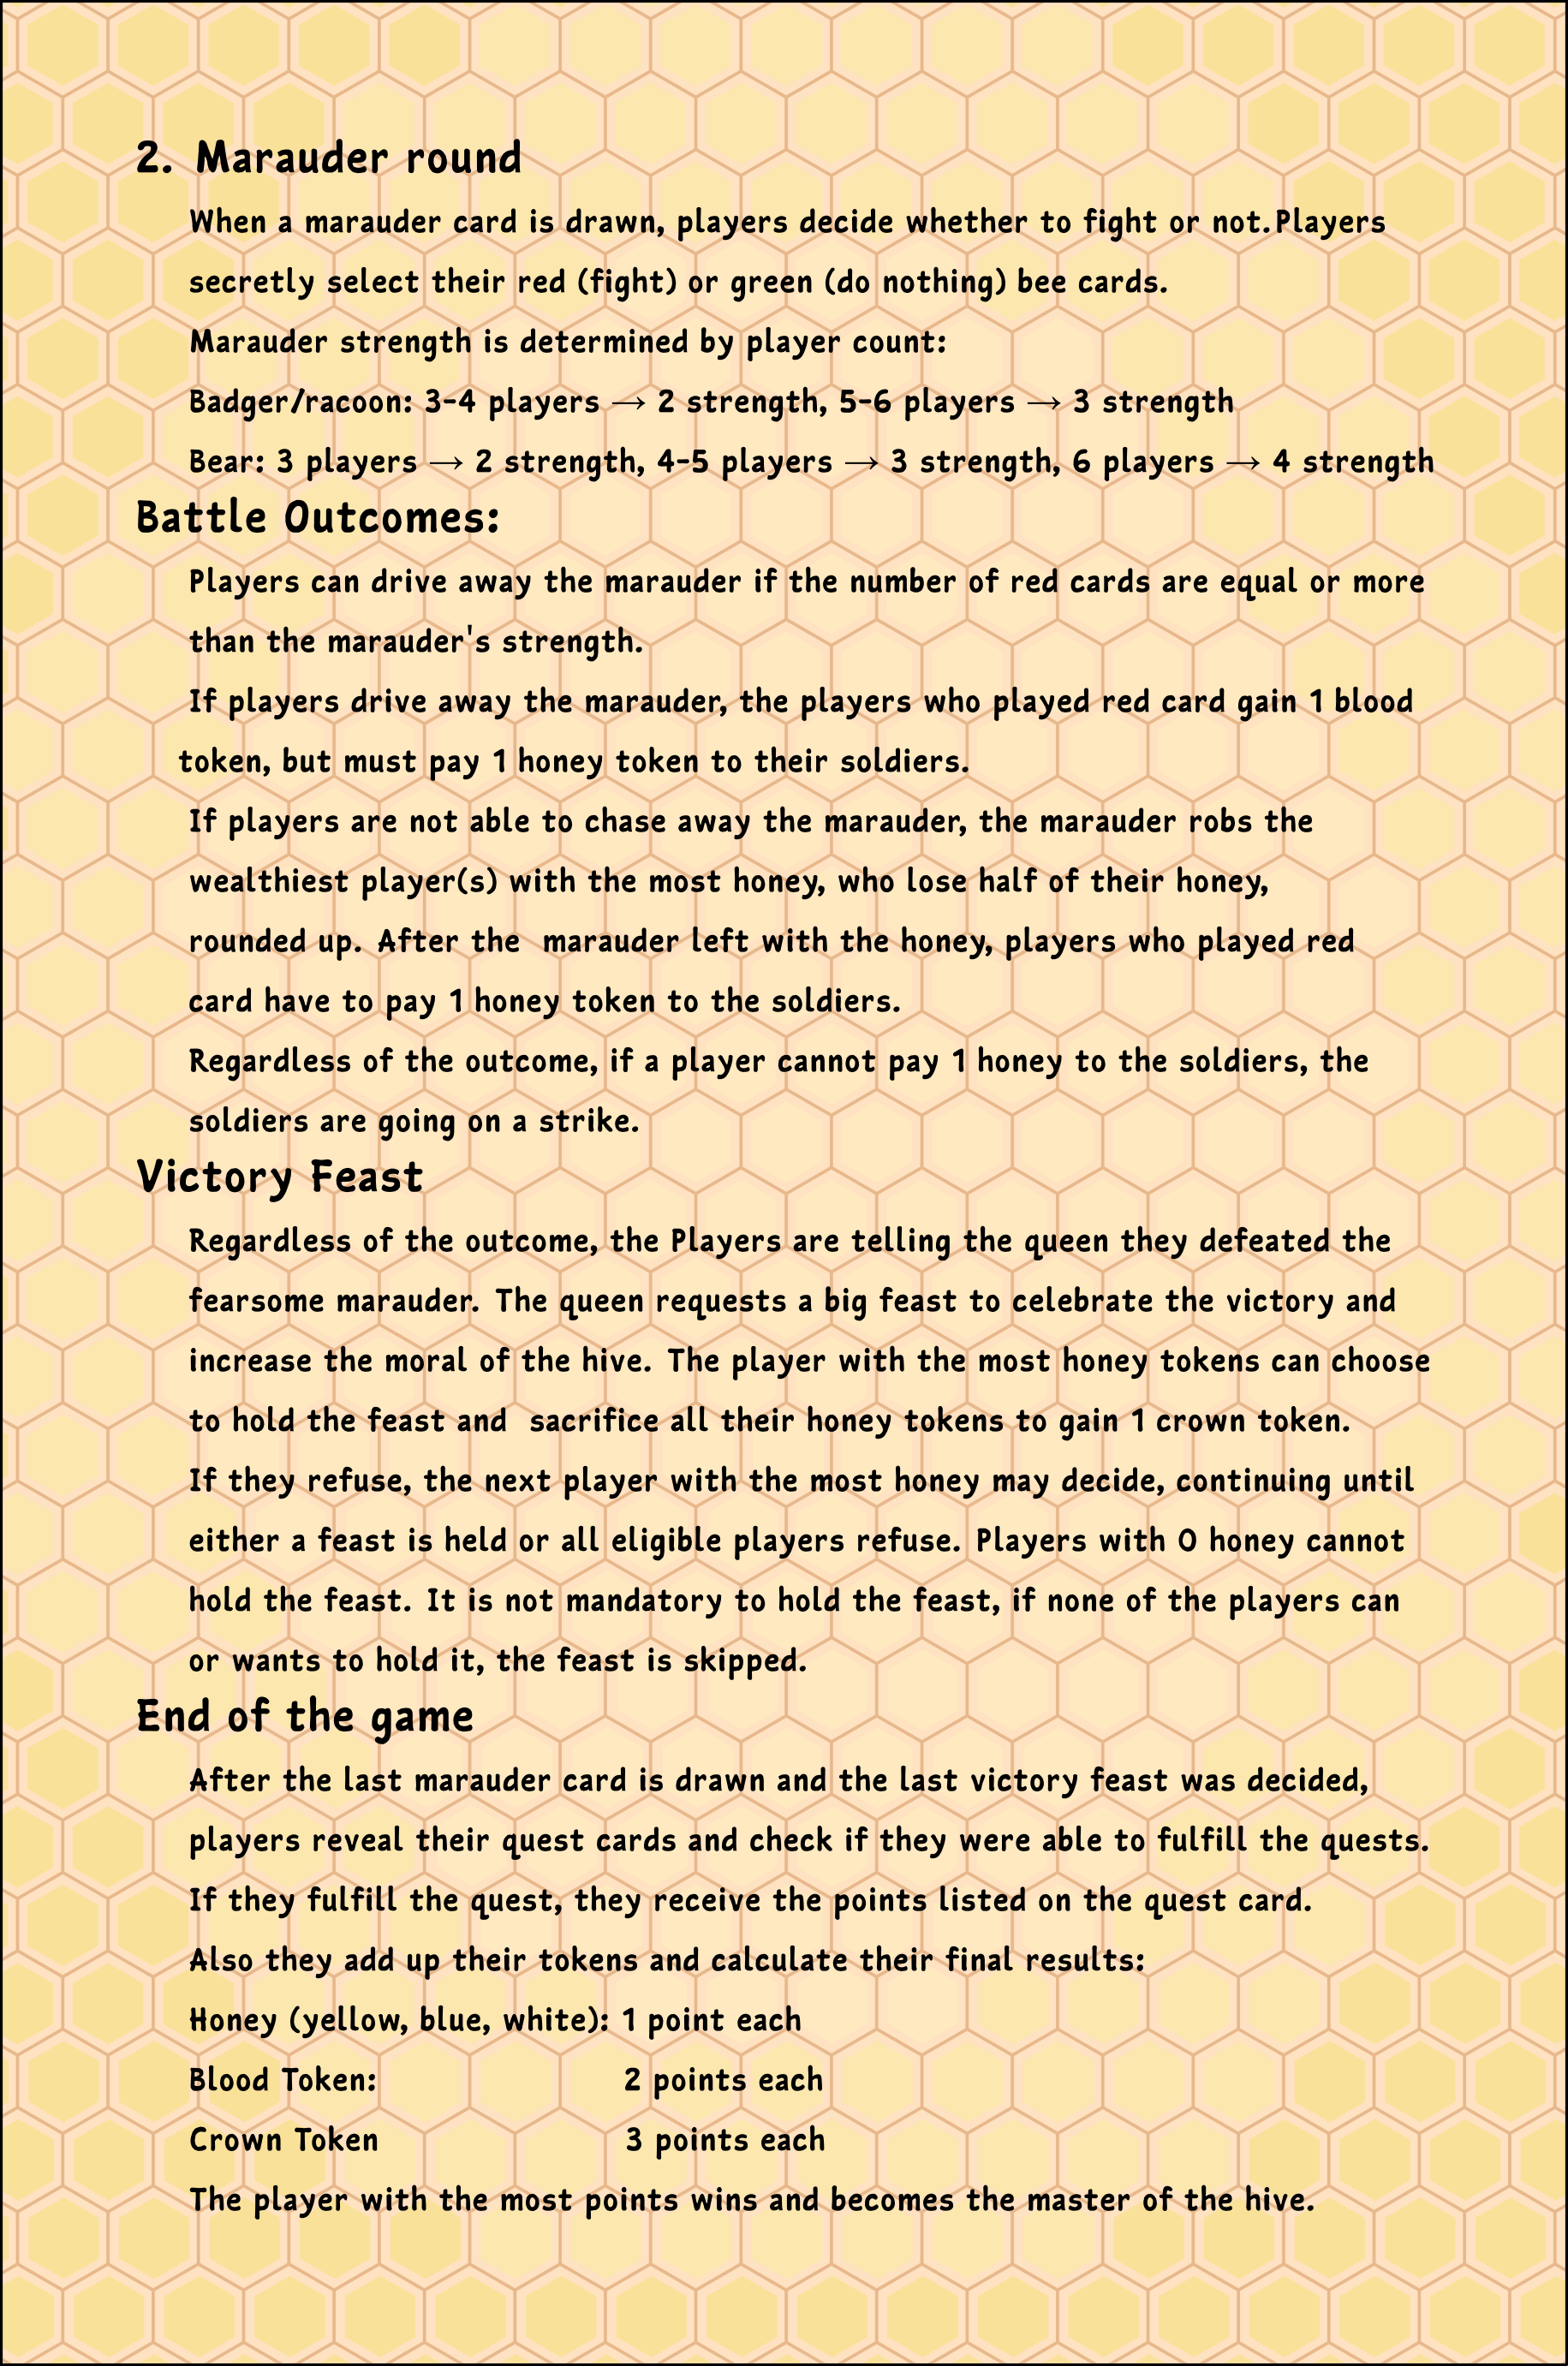 2. Marauder round
When a marauder card is drawn, players decide whether to fight or not.Players
secretly select their red (fight) or green (do nothing) bee cards.
Marauder strength is determined by player count:
Badger/racoon: 3-4 players → 2 strength, 5-6 players → 3 strength
Bear: 3 players → 2 strength, 4-5 players → 3 strength, 6 players → 4 strength
Battle Outcomes:
Players can drive away the marauder if the number of red cards are equal or more
than the marauder's strength.
If players drive away the marauder, the players who played red card gain 1 blood
token, but must pay 1 honey token to their soldiers.
If players are not able to chase away the marauder, the marauder robs the
wealthiest player(s) with the most honey, who lose half of their honey,
rounded up. After the  marauder left with the honey, players who played red
card have to pay 1 honey token to the soldiers.
Regardless of the outcome, if a player cannot pay 1 honey to the soldiers, the
soldiers are going on a strike.
Victory Feast
Regardless of the outcome, the Players are telling the queen they defeated the
fearsome marauder. The queen requests a big feast to celebrate the victory and
increase the moral of the hive. The player with the most honey tokens can choose
to hold the feast and  sacrifice all their honey tokens to gain 1 crown token.
If they refuse, the next player with the most honey may decide, continuing until
either a feast is held or all eligible players refuse. Players with 0 honey cannot
hold the feast. It is not mandatory to hold the feast, if none of the players can
or wants to hold it, the feast is skipped.
End of the game
After the last marauder card is drawn and the last victory feast was decided,
players reveal their quest cards and check if they were able to fulfill the quests.
If they fulfill the quest, they receive the points listed on the quest card.
Also they add up their tokens and calculate their final results:
Honey (yellow, blue, white): 1 point each
Blood Token: 2 points each
Crown Token 3 points each
The player with the most points wins and becomes the master of the hive.